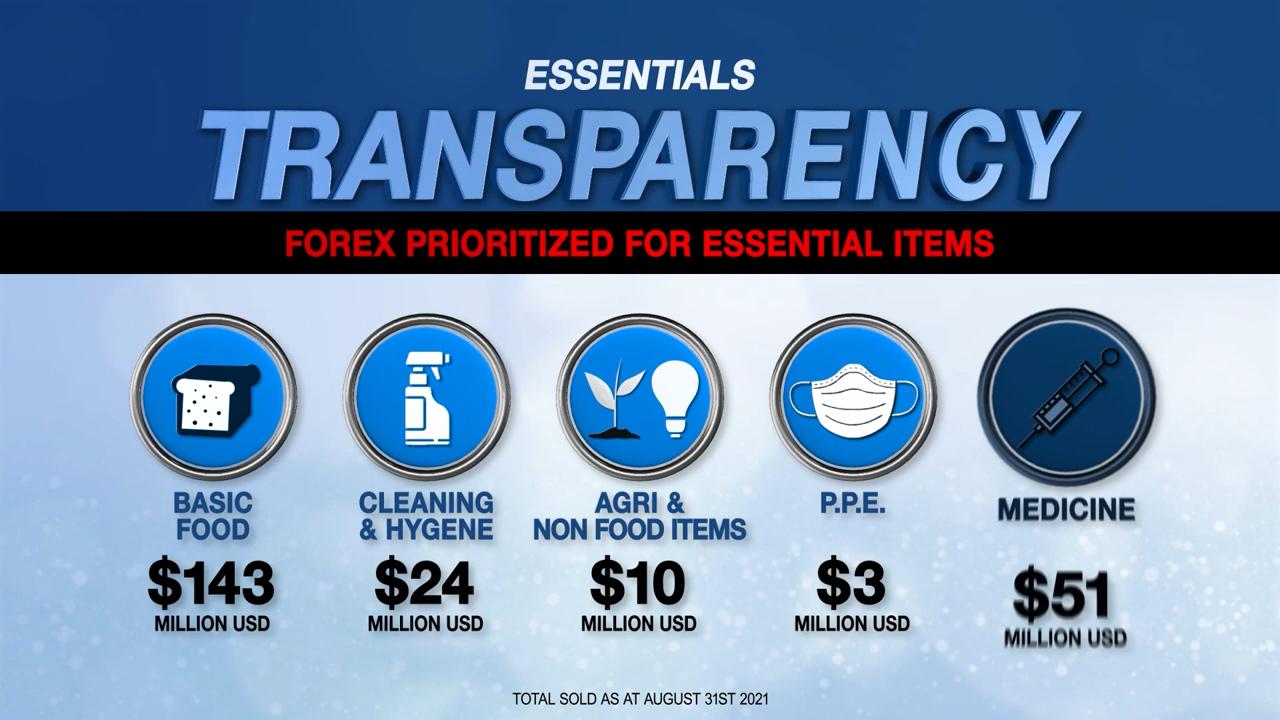 ESSENTIALS
TRANSPARENCY
FOREX PRIORITIZED FOR ESSENTIAL ITEMS
BASIC
FOOD
$143
MILLION USD
CLEANING
& HYGENE
$24
MILLION USD
AGRI &
NON FOOD ITEMS
$10
MILLION USD
P.P.E.
$3
MILLION USD
MEDICINE
$51
MILLION USD
TOTAL SOLD AS AT AUGUST 31ST 2021